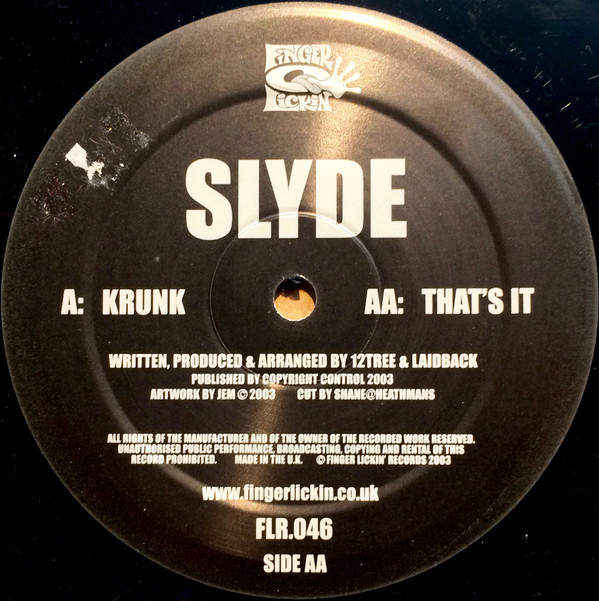 FINGER
LICKIN'
SLYDE
A: KRUNK AA: THAT'S IT
WRITTEN, PRODUCED & ARRANGED BY 12TREE & LAIDBACK
PUBLISHED BY COPYRIGHT CONTROL 2003
ARTWORK BY JEM © 2003 CUT BY SHANE@HEATHMANS
ALL RIGHTS OF THE MANUFACTURER AND OF THE OWNER OF THE RECORDED WORK RESERVED.
UNAUTHORISED PUBLIC PERFORMANCE, BROADCASTING, COPYING AND RENTAL OF THIS
RECORD PROHIBITED. MADE IN THE U.K. © FINGER LICKIN' RECORDS 2003
www.fingerlickin.co.uk
FLR.046
SIDE AA